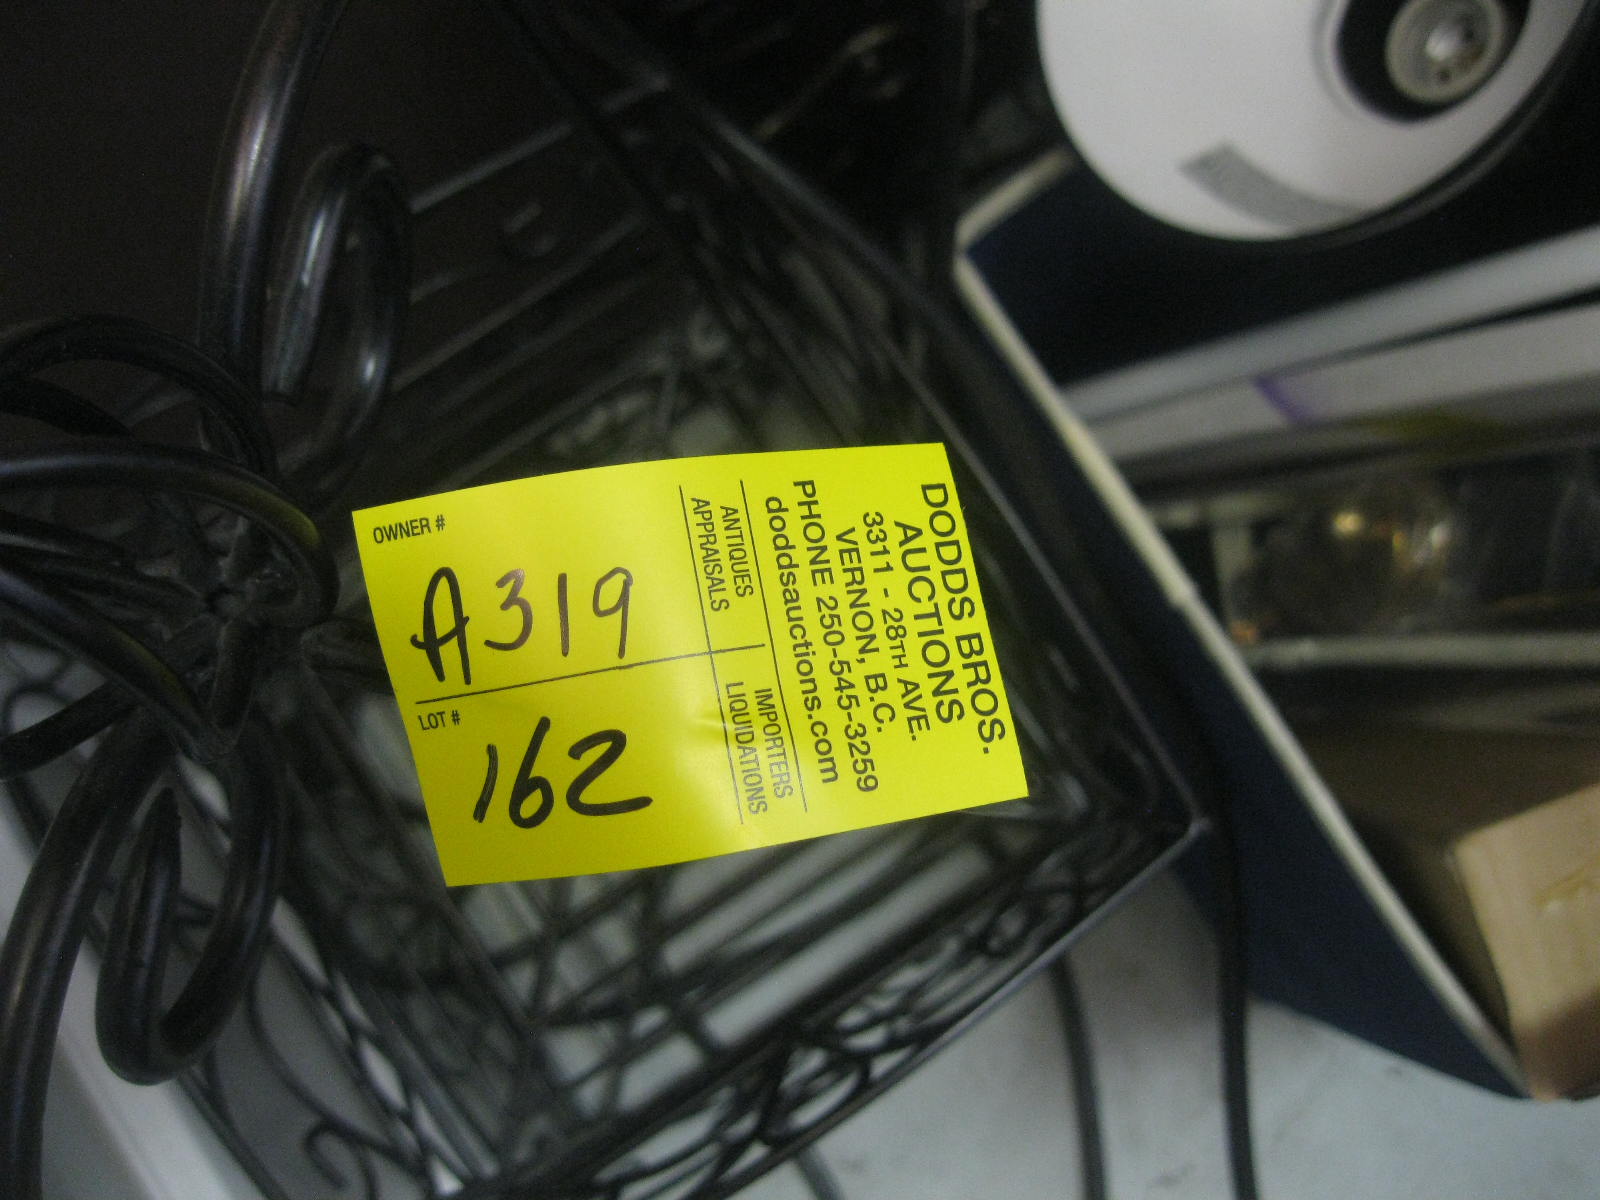 DODDS BROS.
AUCTIONS
3311 - 28TH AVE.
VERNON, B.C.
PHONE 250-545-3259
doddsauctions.com
ANTIQUES
APPRAISALS
IMPORTERS
LIQUIDATIONS
OWNER #
A319
LOT #
162